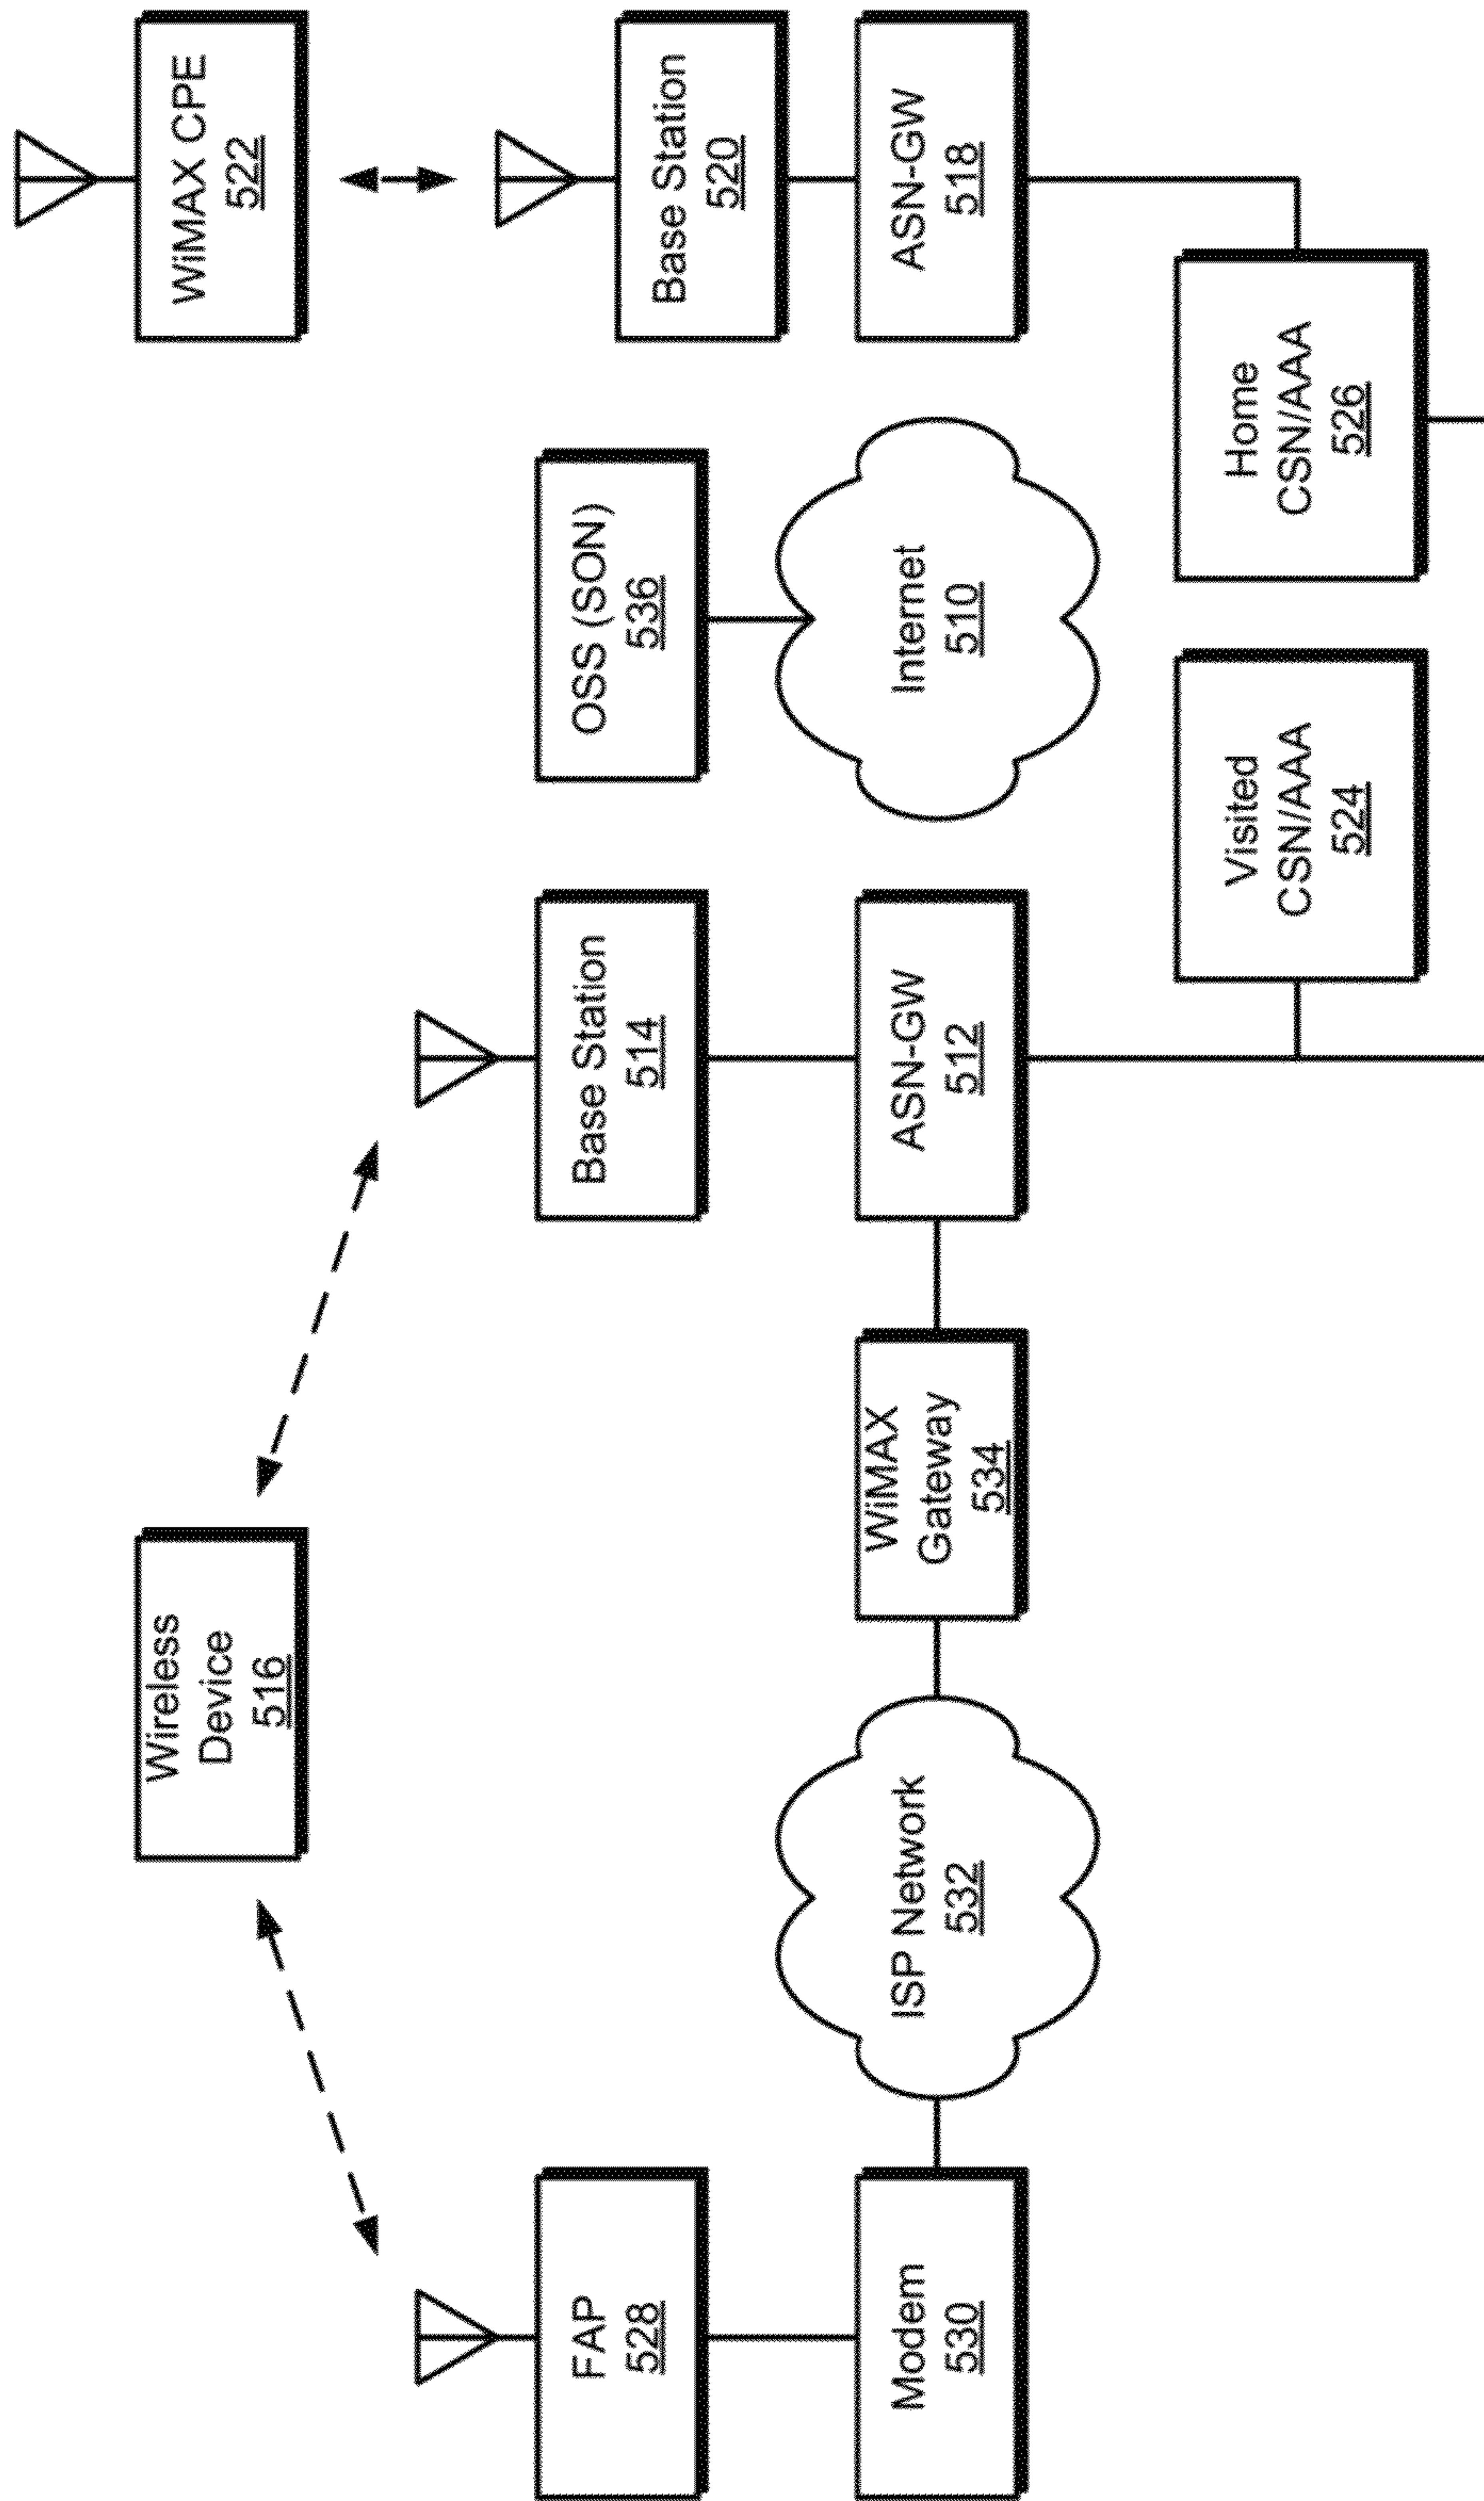 WiMAX CPE
522
Wireless
Device
516
Base Station
520
OSS (SON)
536
Base Station
514
FAP
528
ASN-GW
518
Internet
510
ASN-GW
512
WiMAX
Gateway
534
ISP Network
532
Modem
530
Home
CSN/AAA
526
Visited
CSN/AAA
524